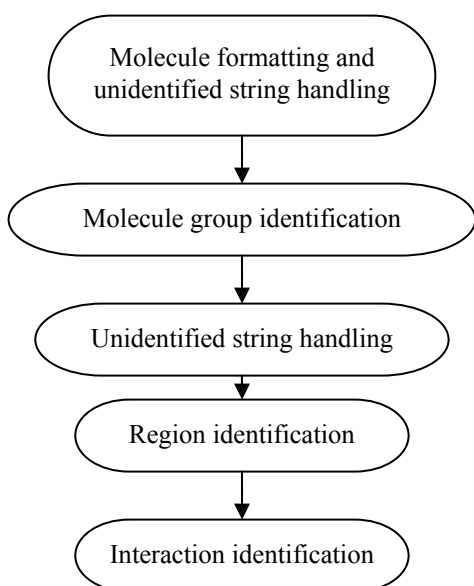 Molecule formatting and
unidentified string handling
Molecule group identification
Unidentified string handling
Region identification
Interaction identification